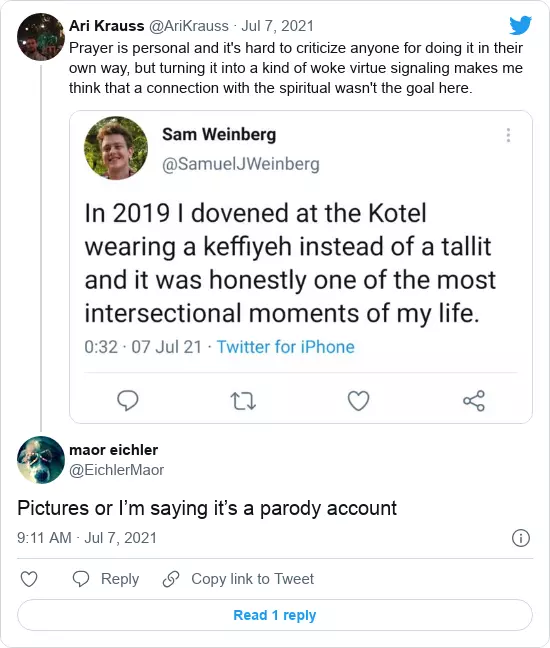 Ari Krauss @AriKrauss · Jul 7, 2021
Prayer is personal and it's hard to criticize anyone for doing it in their
own way, but turning it into a kind of woke virtue signaling makes me
think that a connection with the spiritual wasn't the goal here.
Sam Weinberg
@SamuelJWeinberg
In 2019 I dovened at the Kotel
wearing a keffiyeh instead of a tallit
and it was honestly one of the most
intersectional moments of my life.
0:32 · 07 Jul 21 · Twitter for iPhone
maor eichler
@EichlerMaor
Pictures or I’m saying it’s a parody account
9:11 AM · Jul 7, 2021
Reply
Copy link to Tweet
Read 1 reply